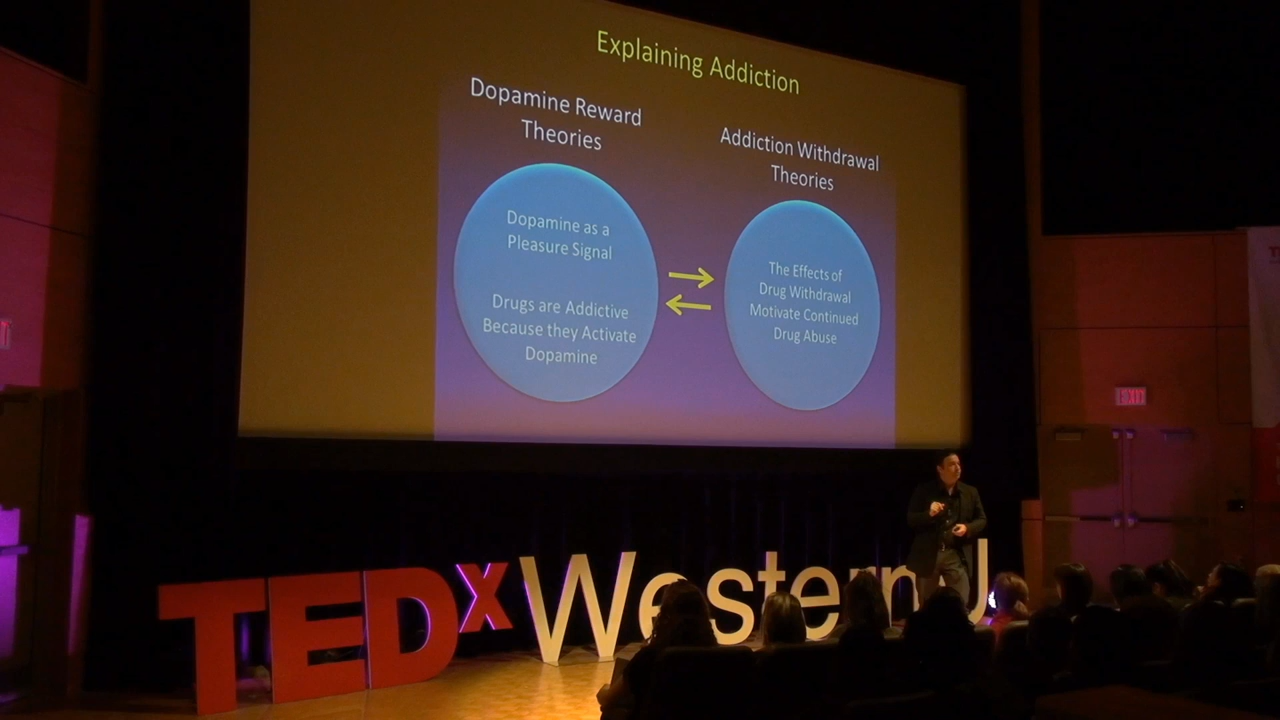 Explaining Addiction
Dopamine Reward
Theories
Dopamine as a
Pleasure Signal
Drugs are Addictive
Because they Activate
Dopamine
Addiction Withdrawal
Theories
The Effects of
Drug Withdrawal
Motivate Continued
Drug Abuse
EXIT
TEDxWesternU